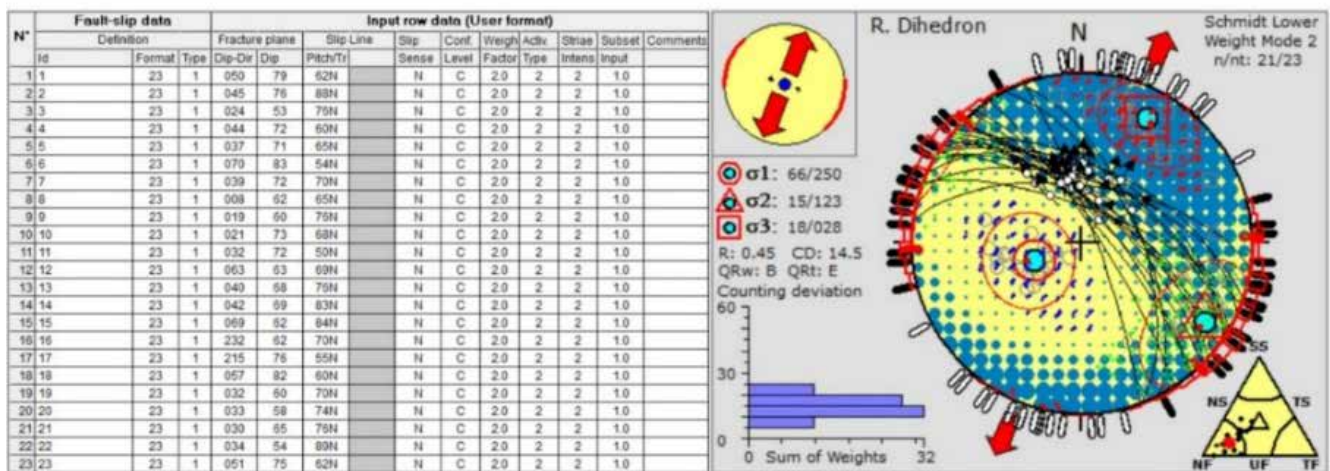 N°
Fault-slip data
Input row data (User format)
Definition
Fracture plane
Slip Line
Slip
Conf.
Weigh
Activ.
Striae
Subset
Comments
Id
Format
Type
Dip-Dir
Dip
Pitch/Tr
Sense
Level
Factor
Type
Intens
Input
1 1 23 1 050 79 62N N C 2.0 2 2 1.0
2 2 23 1 045 76 88N N C 2.0 2 2 1.0
3 3 23 1 024 53 76N N C 2.0 2 2 1.0
4 4 23 1 044 72 60N N C 2.0 2 2 1.0
5 5 23 1 037 71 65N N C 2.0 2 2 1.0
6 6 23 1 070 83 54N N C 2.0 2 2 1.0
7 7 23 1 039 72 70N N C 2.0 2 2 1.0
8 8 23 1 008 62 65N N C 2.0 2 2 1.0
9 9 23 1 019 60 76N N C 2.0 2 2 1.0
10 10 23 1 021 73 68N N C 2.0 2 2 1.0
11 11 23 1 032 72 50N N C 2.0 2 2 1.0
12 12 23 1 063 63 69N N C 2.0 2 2 1.0
13 13 23 1 040 68 76N N C 2.0 2 2 1.0
14 14 23 1 042 69 83N N C 2.0 2 2 1.0
15 15 23 1 069 62 84N N C 2.0 2 2 1.0
16 16 23 1 232 62 70N N C 2.0 2 2 1.0
17 17 23 1 215 76 55N N C 2.0 2 2 1.0
18 18 23 1 057 82 60N N C 2.0 2 2 1.0
19 19 23 1 032 60 70N N C 2.0 2 2 1.0
20 20 23 1 033 58 74N N C 2.0 2 2 1.0
21 21 23 1 030 65 76N N C 2.0 2 2 1.0
22 22 23 1 034 54 89N N C 2.0 2 2 1.0
23 23 23 1 051 75 62N N C 2.0 2 2 1.0
R. Dihedron
N
Schmidt Lower
Weight Mode 2
n/nt: 21/23
σ1: 66/250
σ2: 15/123
σ3: 18/028
R: 0.45 CD: 14.5
QRw: B QRt: E
Counting deviation
60
30
0
0 Sum of Weights 32
SS
NS TS
NF UF TF